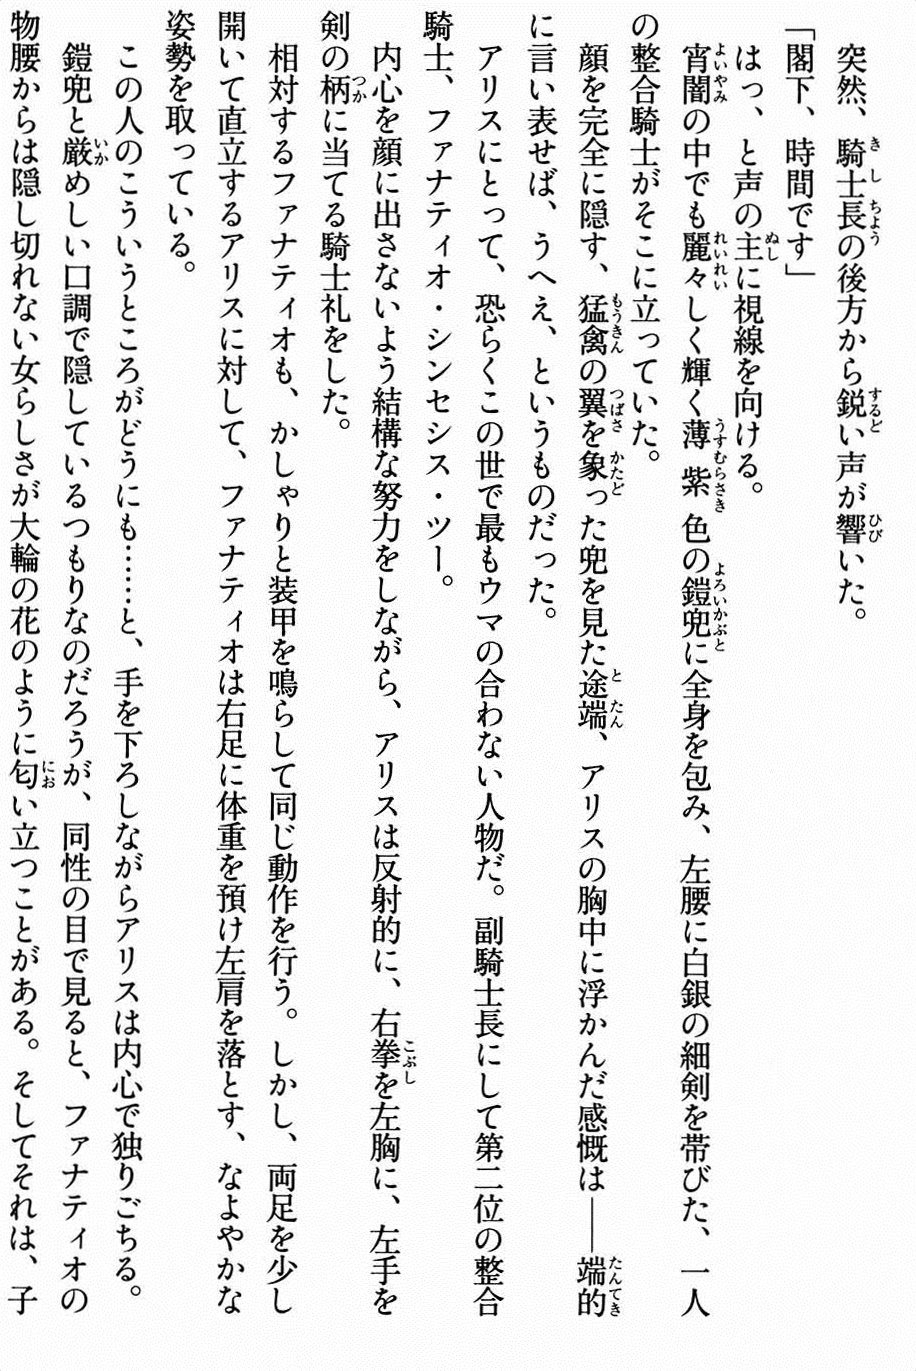 突然、騎士長の後方から鋭い声が響いた。
「閣下、時間です」
はっ、と声の主に視線を向ける。
宵闇の中でも麗々しく輝く薄紫色の鎧兜に全身を包み、左腰に白銀の細剣を帯びた、一人
の整合騎士がそこに立っていた。
顔を完全に隠す、猛禽の翼を象った兜を見た途端、アリスの胸中に浮かんだ感慨は――端的
に言い表せば、うへえ、というものだった。
アリスにとって、恐らくこの世で最もウマの合わない人物だ。副騎士長にして第二位の整合
騎士、ファナティオ・シンセシス・ツー。
内心を顔に出さないよう結構な努力をしながら、アリスは反射的に、右拳を左胸に、左手を
剣の柄に当てる騎士礼をした。
相対するファナティオも、かしゃりと装甲を鳴らして同じ動作を行う。しかし、両足を少し
開いて直立するアリスに対して、ファナティオは右足に体重を預け左肩を落とす、なよやかな
姿勢を取っている。
この人のこういうところがどうにも……と、手を下ろしながらアリスは内心で独りごちる。
鎧兜と厳めしい口調で隠しているつもりなのだろうが、同性の目で見ると、ファナティオの
物腰からは隠し切れない女らしさが大輪の花のように匂い立つことがある。そしてそれは、子